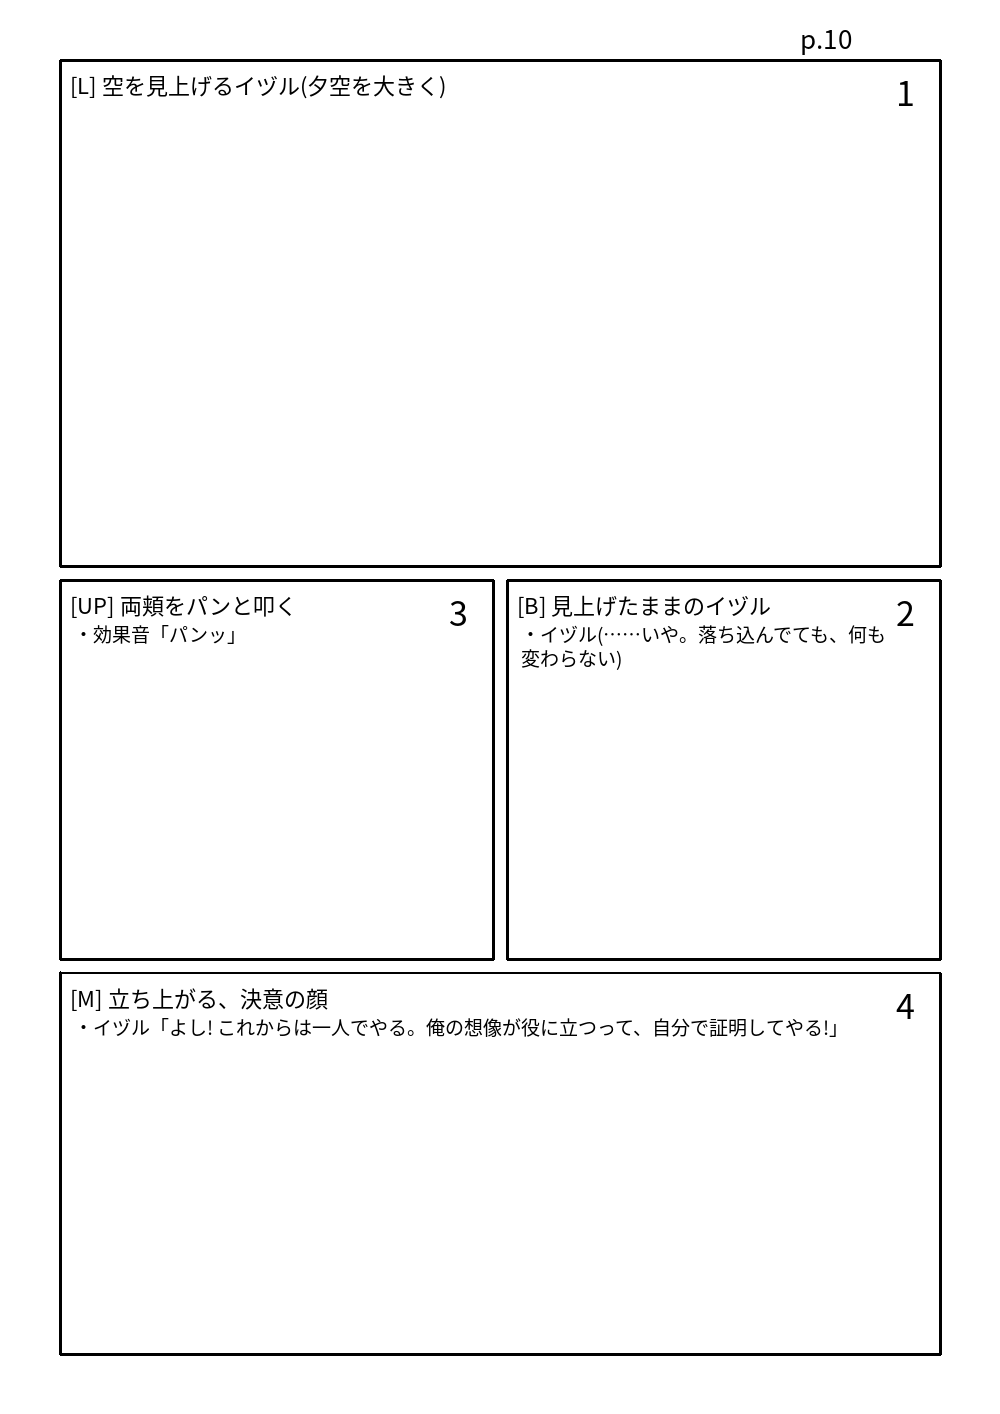 p.10
[L] 空を見上げるイヅル(夕空を大きく)
1
[B] 見上げたままのイヅル
2
・イヅル(……いや。落ち込んでても、何も
変わらない)
[UP] 両頬をパンと叩く
3
・効果音「パンッ」
[M] 立ち上がる、決意の顔
4
・イヅル「よし! これからは一人でやる。俺の想像が役に立つって、自分で証明してやる!」